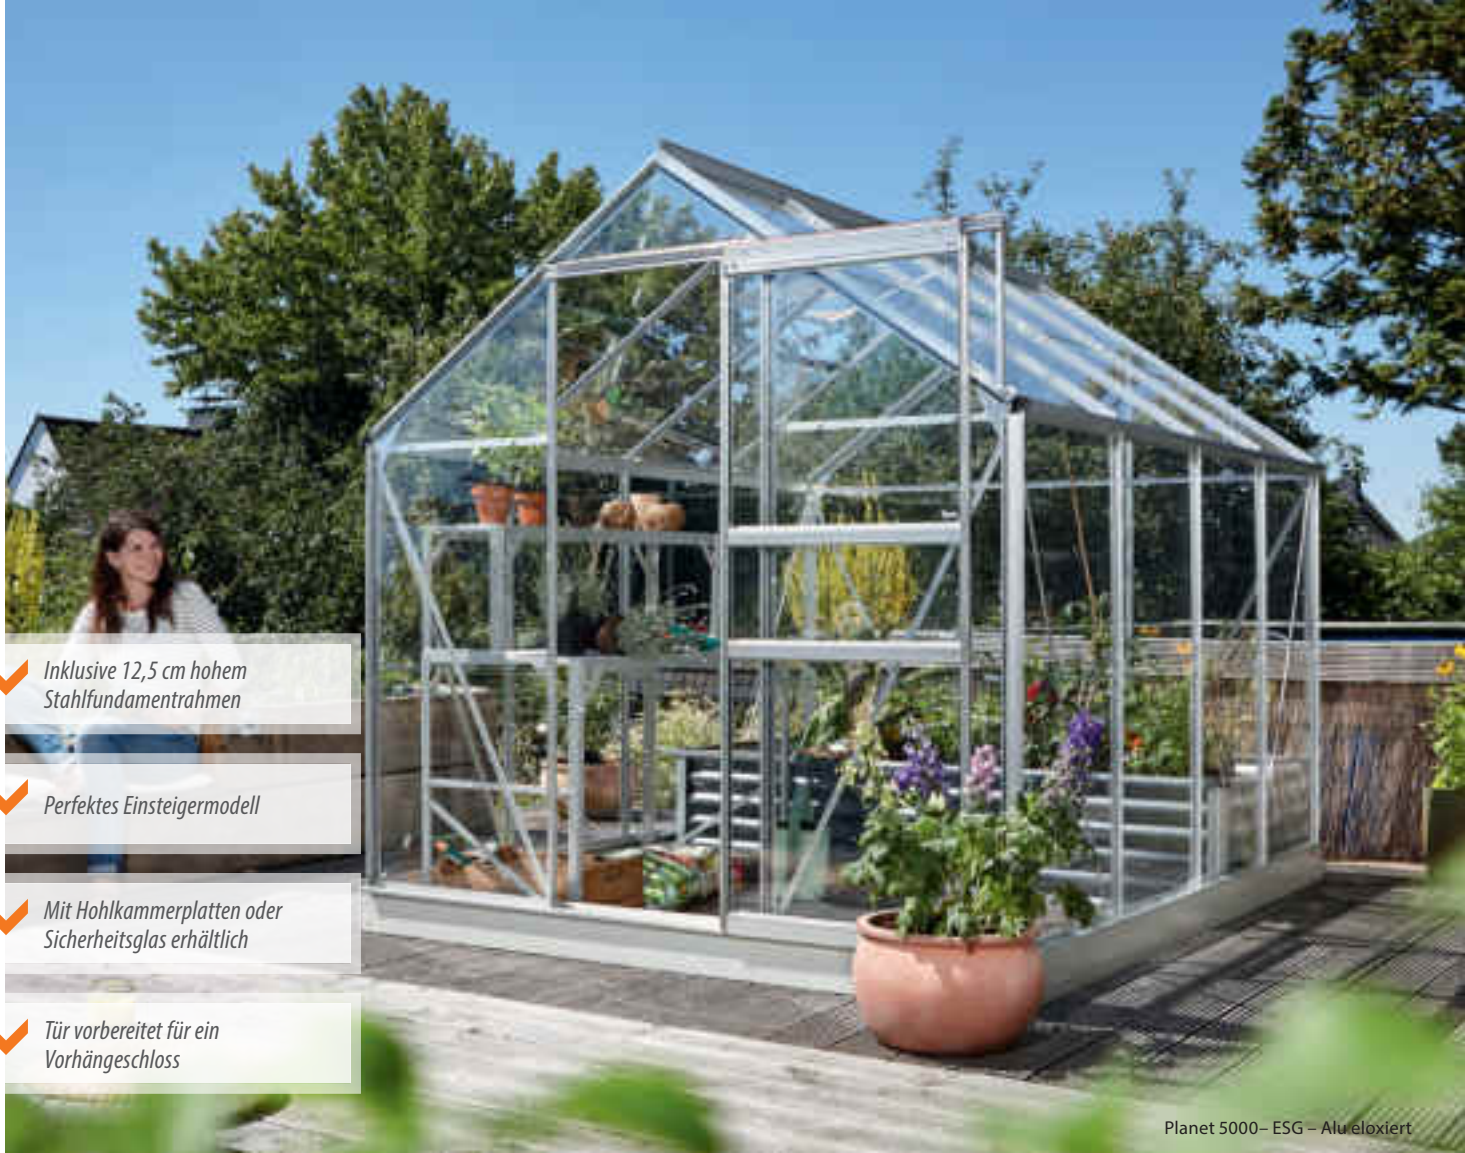 Inklusive 12,5 cm hohem
Stahlfundamentrahmen
Perfektes Einsteigermodell
Mit Hohlkammerplatten oder
Sicherheitsglas erhältlich
Tür vorbereitet für ein
Vorhängeschloss
Planet 5000– ESG – Alu eloxiert